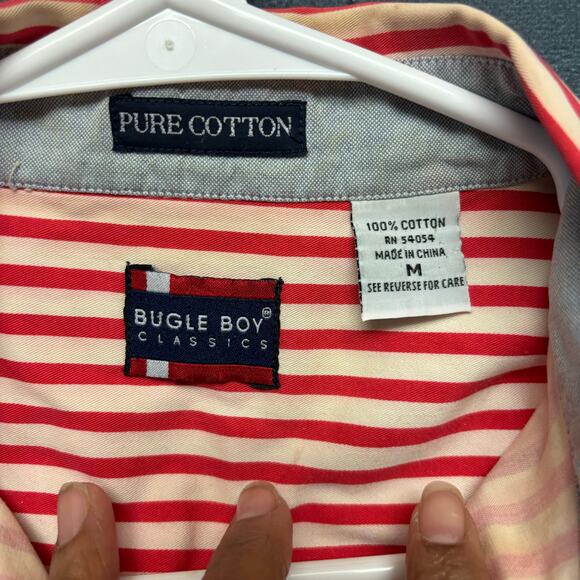 PURE COTTON
100% COTTON
RN 54054
MADE IN CHINA
M
SEE REVERSE FOR CARE
BUGLE BOY®
CLASSICS